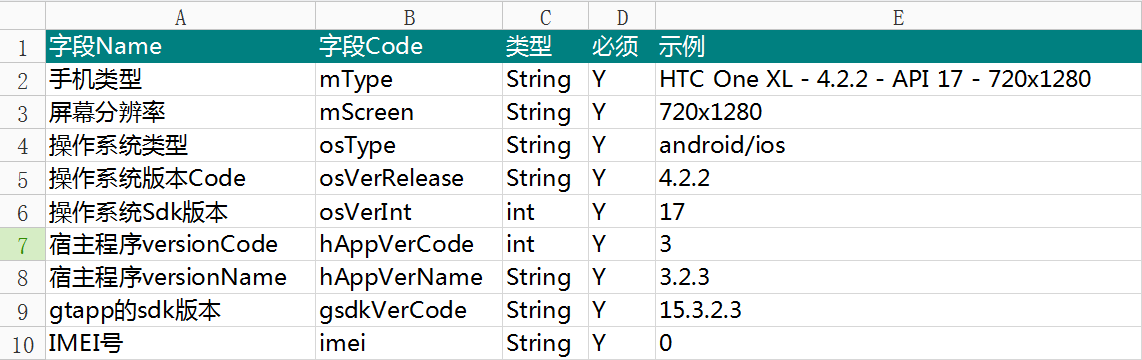 A B C D E
1 字段Name 字段Code 类型 必须 示例
2 手机类型 mType String Y HTC One XL - 4.2.2 - API 17 - 720x1280
3 屏幕分辨率 mScreen String Y 720x1280
4 操作系统类型 osType String Y android/ios
5 操作系统版本Code osVerRelease String Y 4.2.2
6 操作系统Sdk版本 osVerInt int Y 17
7 宿主程序versionCode hAppVerCode int Y 3
8 宿主程序versionName hAppVerName String Y 3.2.3
9 gtapp的sdk版本 gsdkVerCode String Y 15.3.2.3
10 IMEI号 imei String Y 0